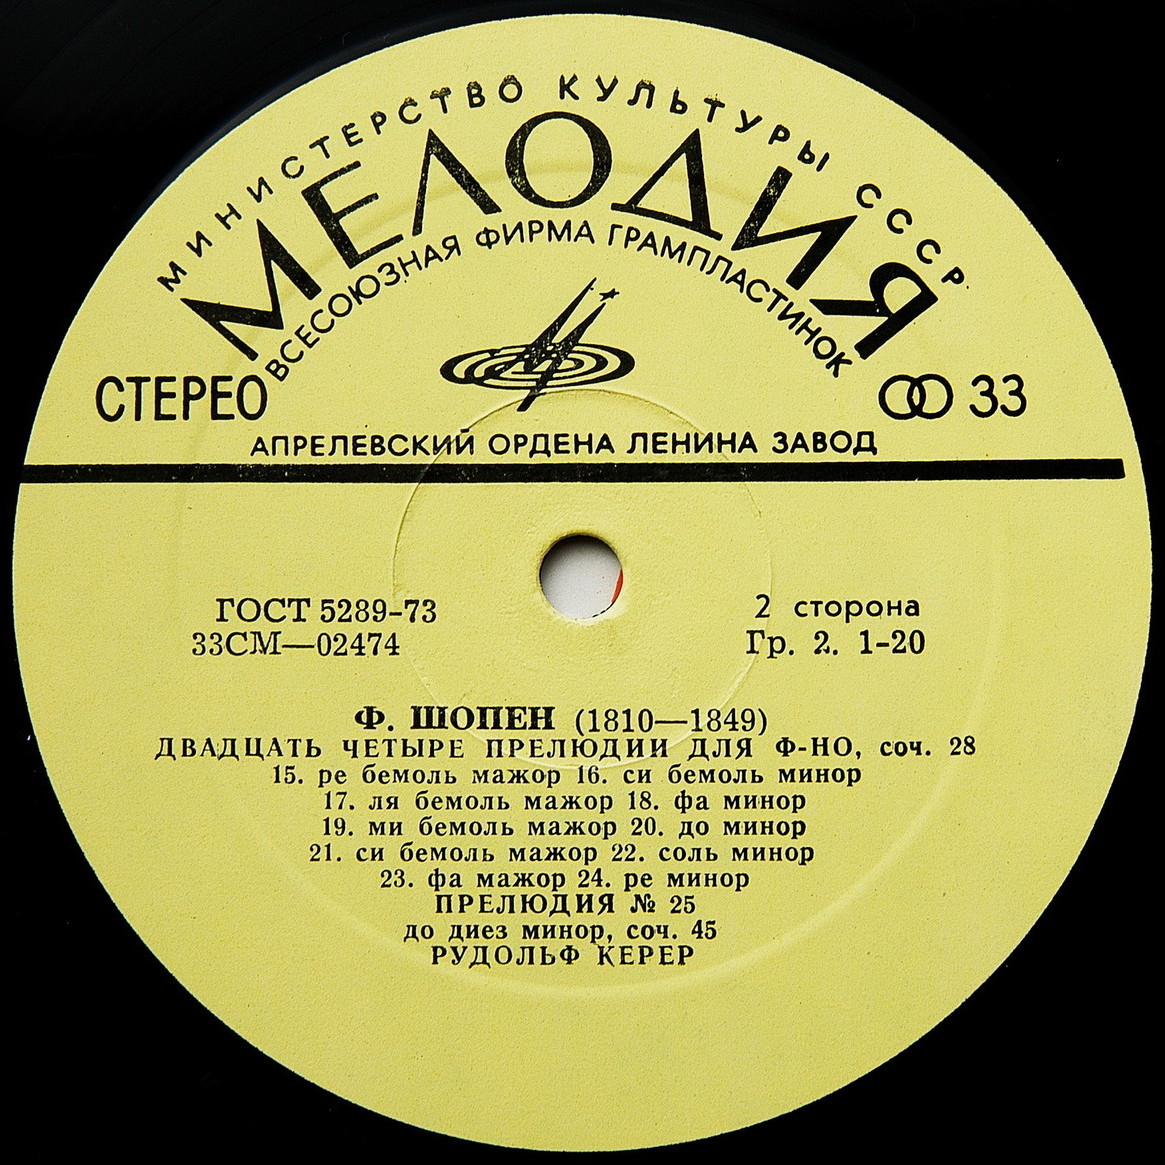 МИНИСТЕРСТВО КУЛЬТУРЫ СССР
МЕЛОДИЯ
ВСЕСОЮЗНАЯ ФИРМА ГРАМПЛАСТИНОК
СТЕРЕО
33
АПРЕЛЕВСКИЙ ОРДЕНА ЛЕНИНА ЗАВОД
ГОСТ 5289-73
2 сторона
33СМ—02474
Гр. 2. 1-20
Ф. ШОПЕН (1810—1849)
ДВАДЦАТЬ ЧЕТЫРЕ ПРЕЛЮДИИ ДЛЯ Ф-НО, соч. 28
15. ре бемоль мажор 16. си бемоль минор
17. ля бемоль мажор 18. фа минор
19. ми бемоль мажор 20. до минор
21. си бемоль мажор 22. соль минор
23. фа мажор 24. ре минор
ПРЕЛЮДИЯ № 25
до диез минор, соч. 45
РУДОЛЬФ КЕРЕР